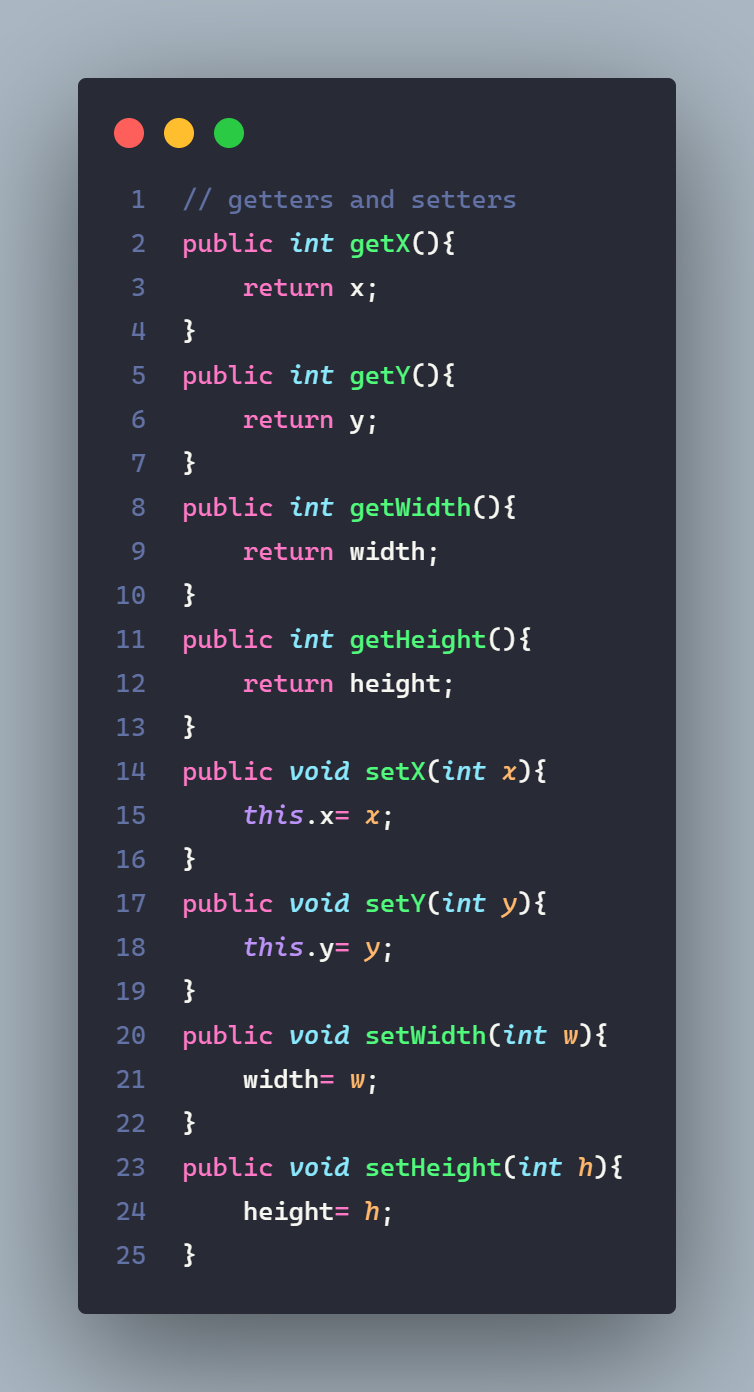 1 // getters and setters
2 public int getX(){
3     return x;
4 }
5 public int getY(){
6     return y;
7 }
8 public int getWidth(){
9     return width;
10 }
11 public int getHeight(){
12     return height;
13 }
14 public void setX(int x){
15     this.x= x;
16 }
17 public void setY(int y){
18     this.y= y;
19 }
20 public void setWidth(int w){
21     width= w;
22 }
23 public void setHeight(int h){
24     height= h;
25 }